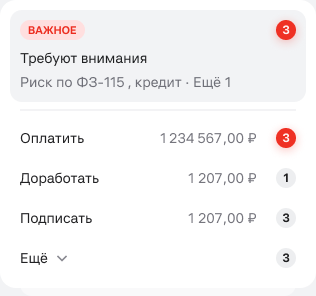 ВАЖНОЕ 3
Требуют внимания
Риск по ФЗ-115 , кредит · Ещё 1
Оплатить 1 234 567,00 ₽ 3
Доработать 1 207,00 ₽ 1
Подписать 1 207,00 ₽ 3
Ещё 3